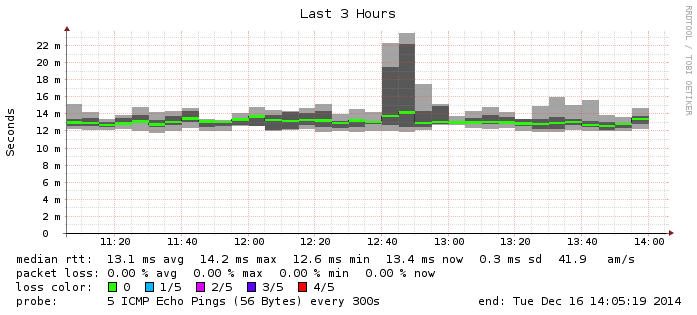 Last 3 Hours
RRDTOOL / TOBI OETIKER
Seconds
22 m
20 m
18 m
16 m
14 m
12 m
10 m
8 m
6 m
4 m
2 m
0
11:20 11:40 12:00 12:20 12:40 13:00 13:20 13:40 14:00
median rtt: 13.1 ms avg 14.2 ms max 12.6 ms min 13.4 ms now 0.3 ms sd 41.9 am/s
packet loss: 0.00 % avg 0.00 % max 0.00 % min 0.00 % now
loss color: 0 1/5 2/5 3/5 4/5
probe: 5 ICMP Echo Pings (56 Bytes) every 300s end: Tue Dec 16 14:05:19 2014